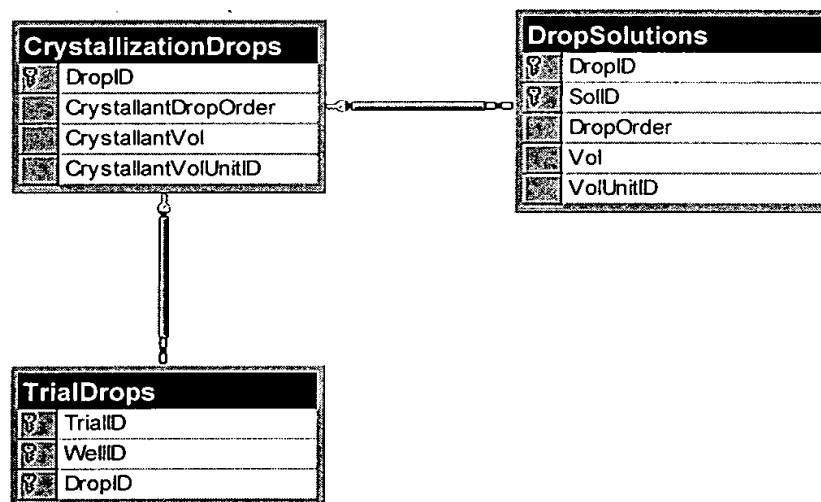 CrystallizationDrops
DropID
CrystallantDropOrder
CrystallantVol
CrystallantVolUnitID
DropSolutions
DropID
SolID
DropOrder
Vol
VolUnitID
TrialDrops
TrialID
WellID
DropID